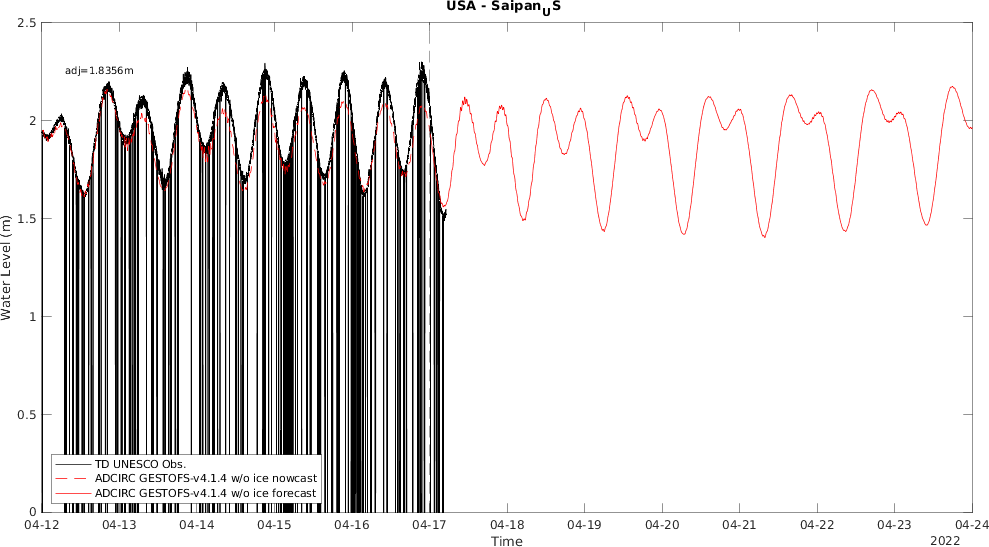 USA - SaipanUS
2.5
adj=1.8356m
2
1.5
Water Level (m)
1
0.5
0
TD UNESCO Obs.
ADCIRC GESTOFS-v4.1.4 w/o ice nowcast
ADCIRC GESTOFS-v4.1.4 w/o ice forecast
04-12 04-13 04-14 04-15 04-16 04-17 04-18 04-19 04-20 04-21 04-22 04-23 04-24
Time
2022